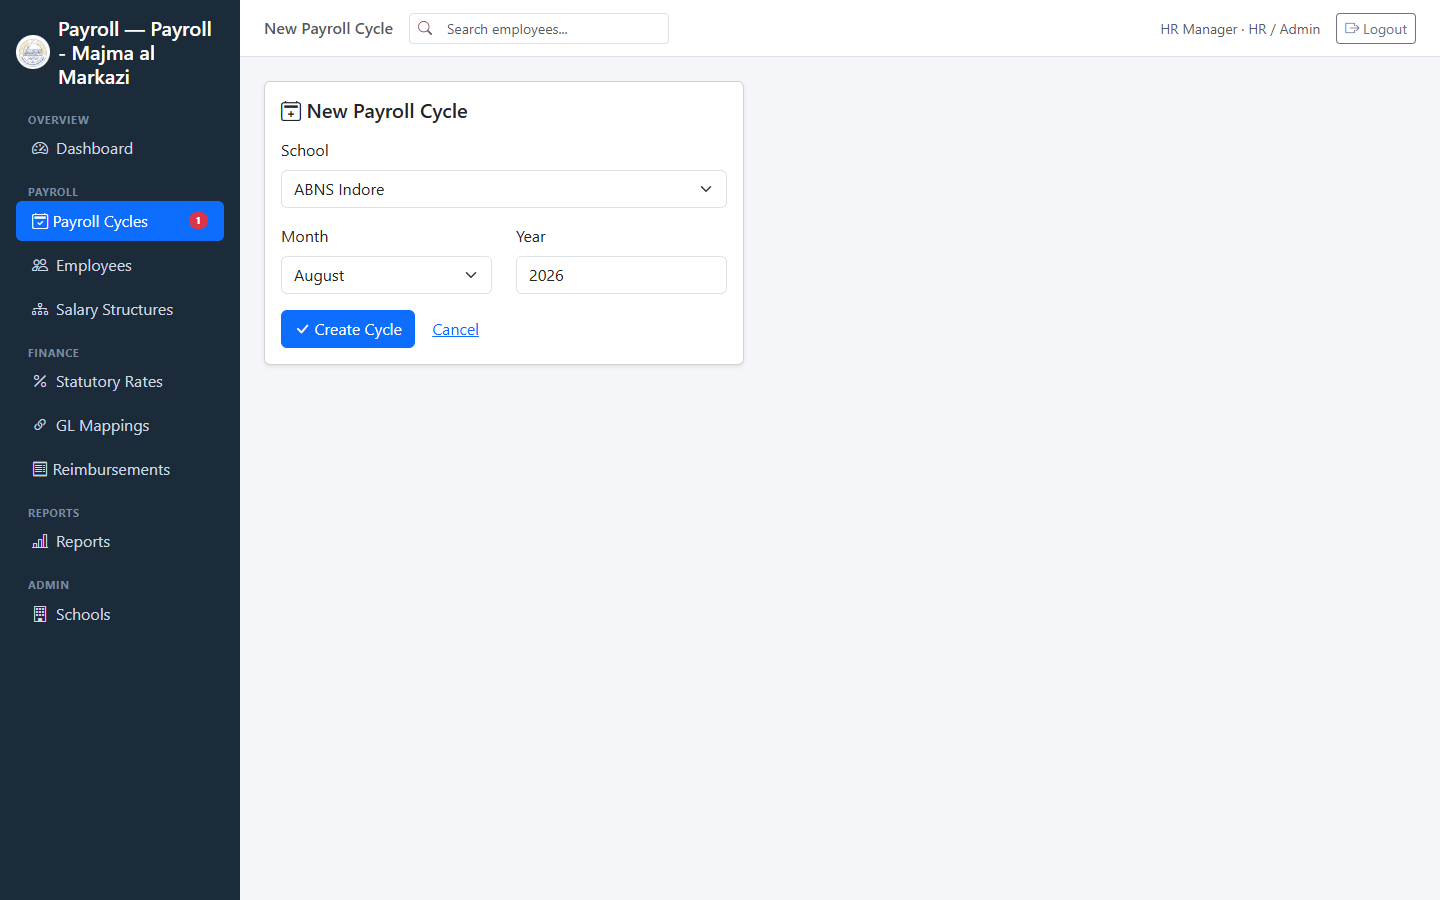 Payroll — Payroll
- Majma al
Markazi
OVERVIEW
Dashboard
PAYROLL
Payroll Cycles 1
Employees
Salary Structures
FINANCE
Statutory Rates
GL Mappings
Reimbursements
REPORTS
Reports
ADMIN
Schools
New Payroll Cycle
Search employees...
HR Manager · HR / Admin
Logout
New Payroll Cycle
School
ABNS Indore
Month Year
August 2026
Create Cycle Cancel